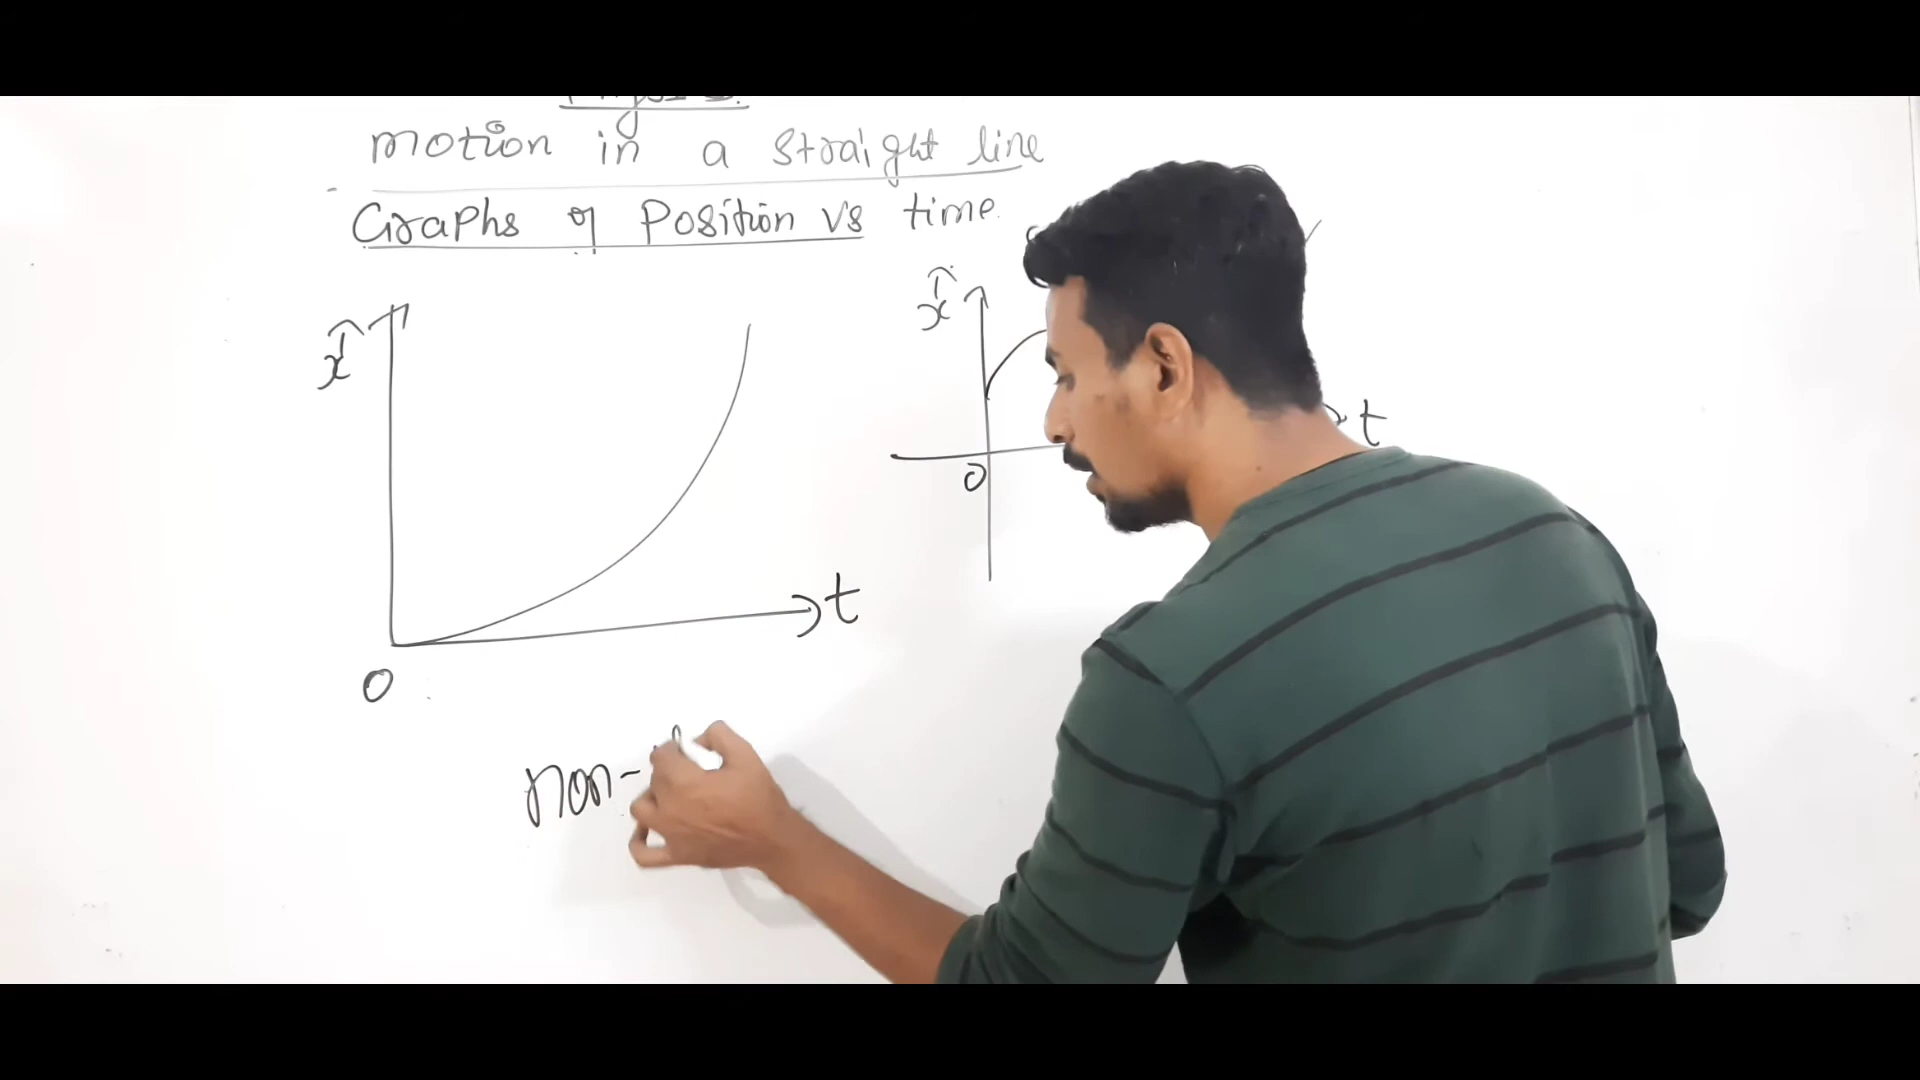 motion in a straight line
Graphs of Position vs time
x
t
0
x
t
0
non-